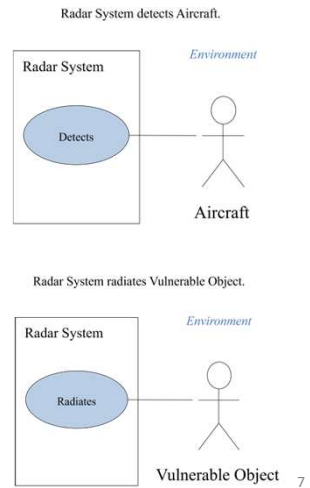 Radar System detects Aircraft.
Environment
Radar System
Detects
Aircraft
Radar System radiates Vulnerable Object.
Environment
Radar System
Radiates
Vulnerable Object
7